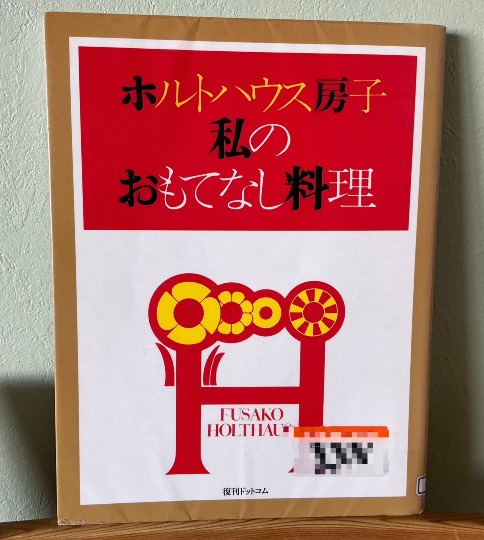 ホルトハウス房子
私の
おもてなし料理
FUSAKO
復刊ドットコム